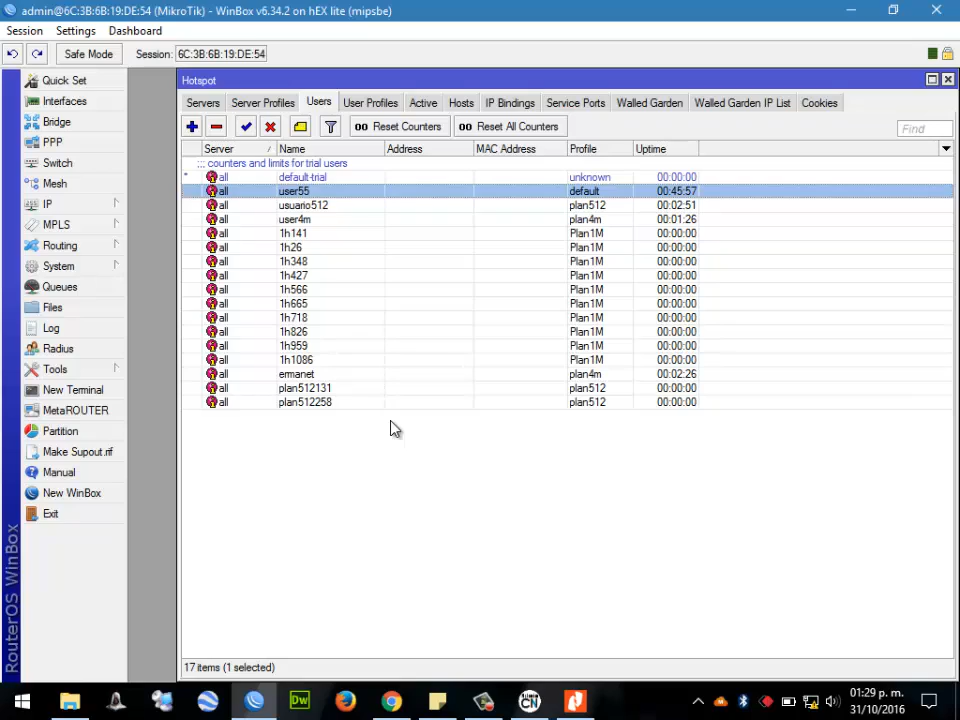 admin@6C:3B:6B:19:DE:54 (MikroTik) - WinBox v6.34.2 on hEX lite (mipsbe)
Session Settings Dashboard
Safe Mode Session: 6C:3B:6B:19:DE:54
Quick Set
Interfaces
Bridge
PPP
Switch
Mesh
IP
MPLS
Routing
System
Queues
Files
Log
Radius
Tools
New Terminal
MetaROUTER
Partition
Make Supout.rif
Manual
New WinBox
Exit
RouterOS WinBox
Hotspot
Servers Server Profiles Users User Profiles Active Hosts IP Bindings Service Ports Walled Garden Walled Garden IP List Cookies
00 Reset Counters 00 Reset All Counters Find
Server / Name Address MAC Address Profile Uptime
;;; counters and limits for trial users
* all default-trial unknown 00:00:00
all user55 default 00:45:57
all usuario512 plan512 00:02:51
all user4m plan4m 00:01:26
all 1h141 Plan1M 00:00:00
all 1h26 Plan1M 00:00:00
all 1h348 Plan1M 00:00:00
all 1h427 Plan1M 00:00:00
all 1h566 Plan1M 00:00:00
all 1h665 Plan1M 00:00:00
all 1h718 Plan1M 00:00:00
all 1h826 Plan1M 00:00:00
all 1h959 Plan1M 00:00:00
all 1h1086 Plan1M 00:00:00
all ermanet plan4m 00:02:26
all plan512131 plan512 00:00:00
all plan512258 plan512 00:00:00
17 items (1 selected)
Dw
CN
01:29 p. m.
31/10/2016